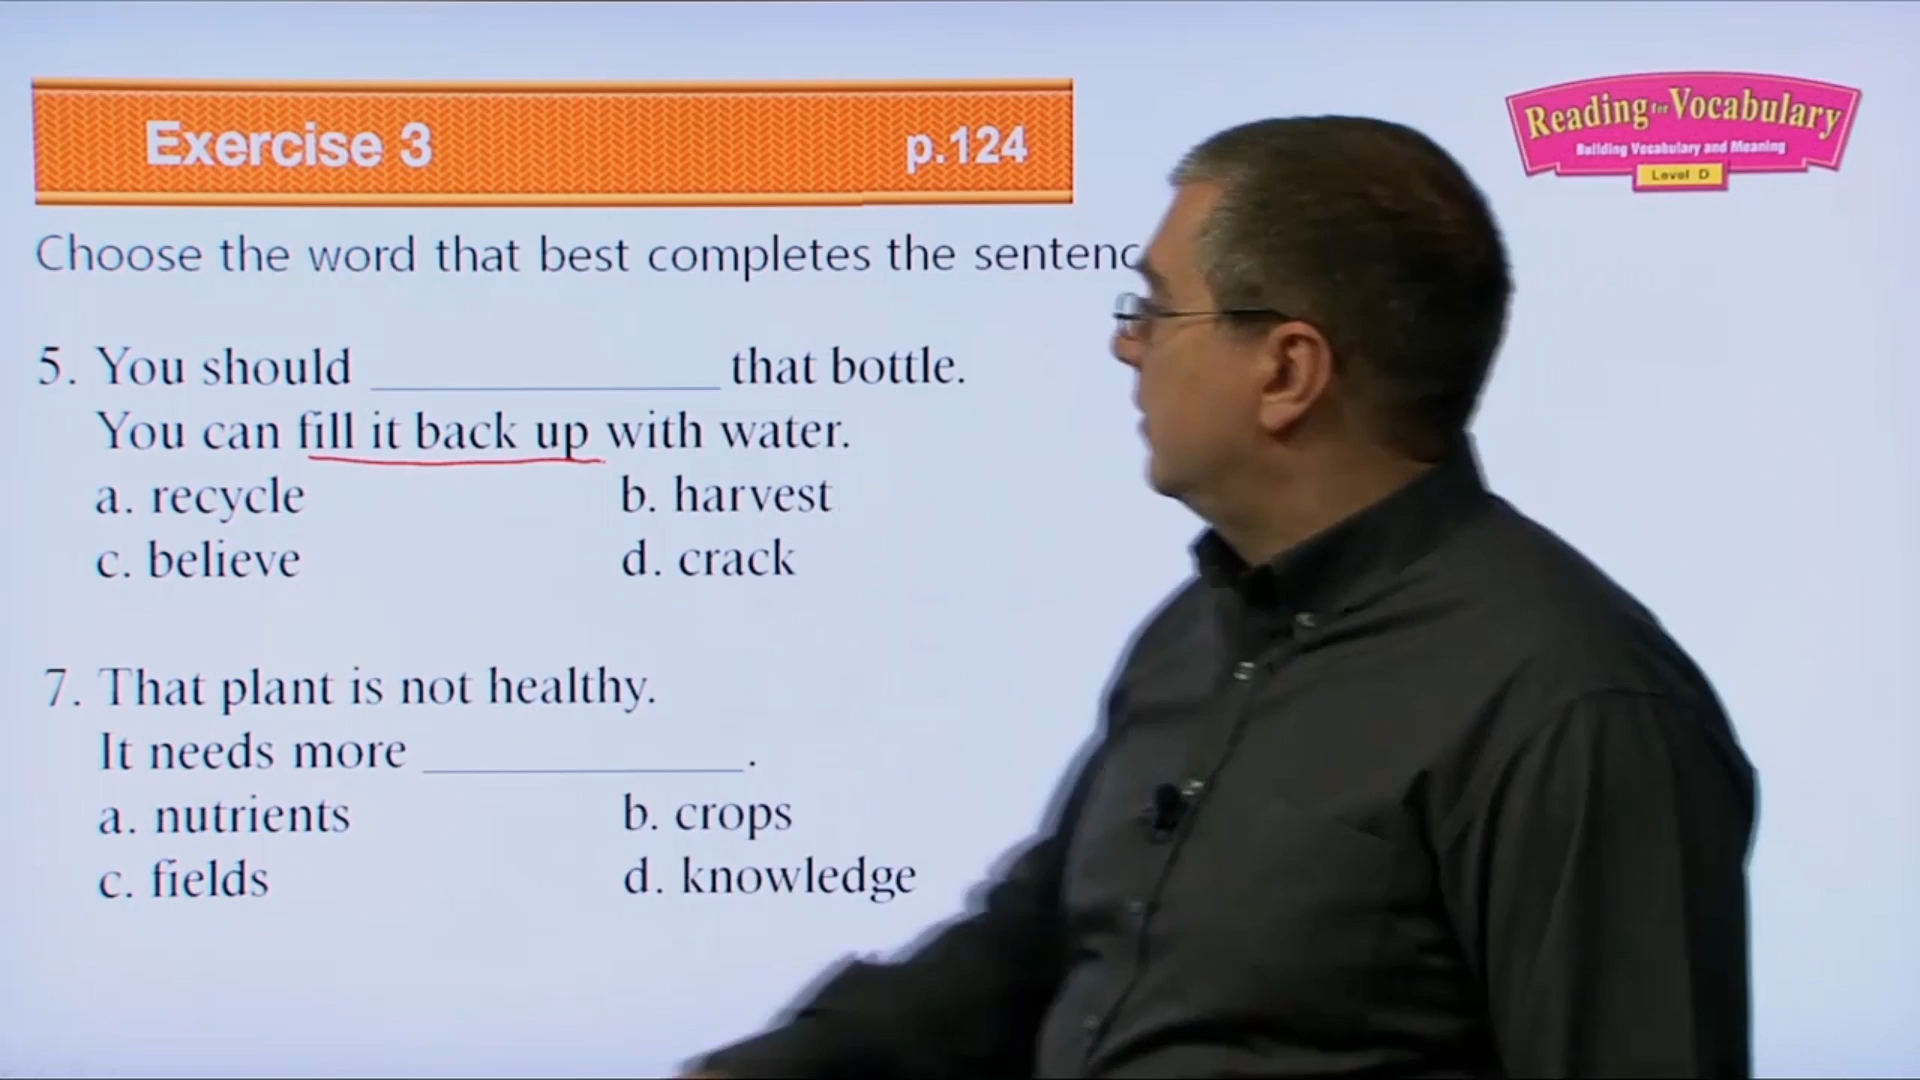 Exercise 3 p.124
Reading for Vocabulary
Building Vocabulary and Meaning
Level D
Choose the word that best completes the sentenc
5. You should ____________ that bottle.
You can fill it back up with water.
a. recycle b. harvest
c. believe d. crack
7. That plant is not healthy.
It needs more ____________.
a. nutrients b. crops
c. fields d. knowledge